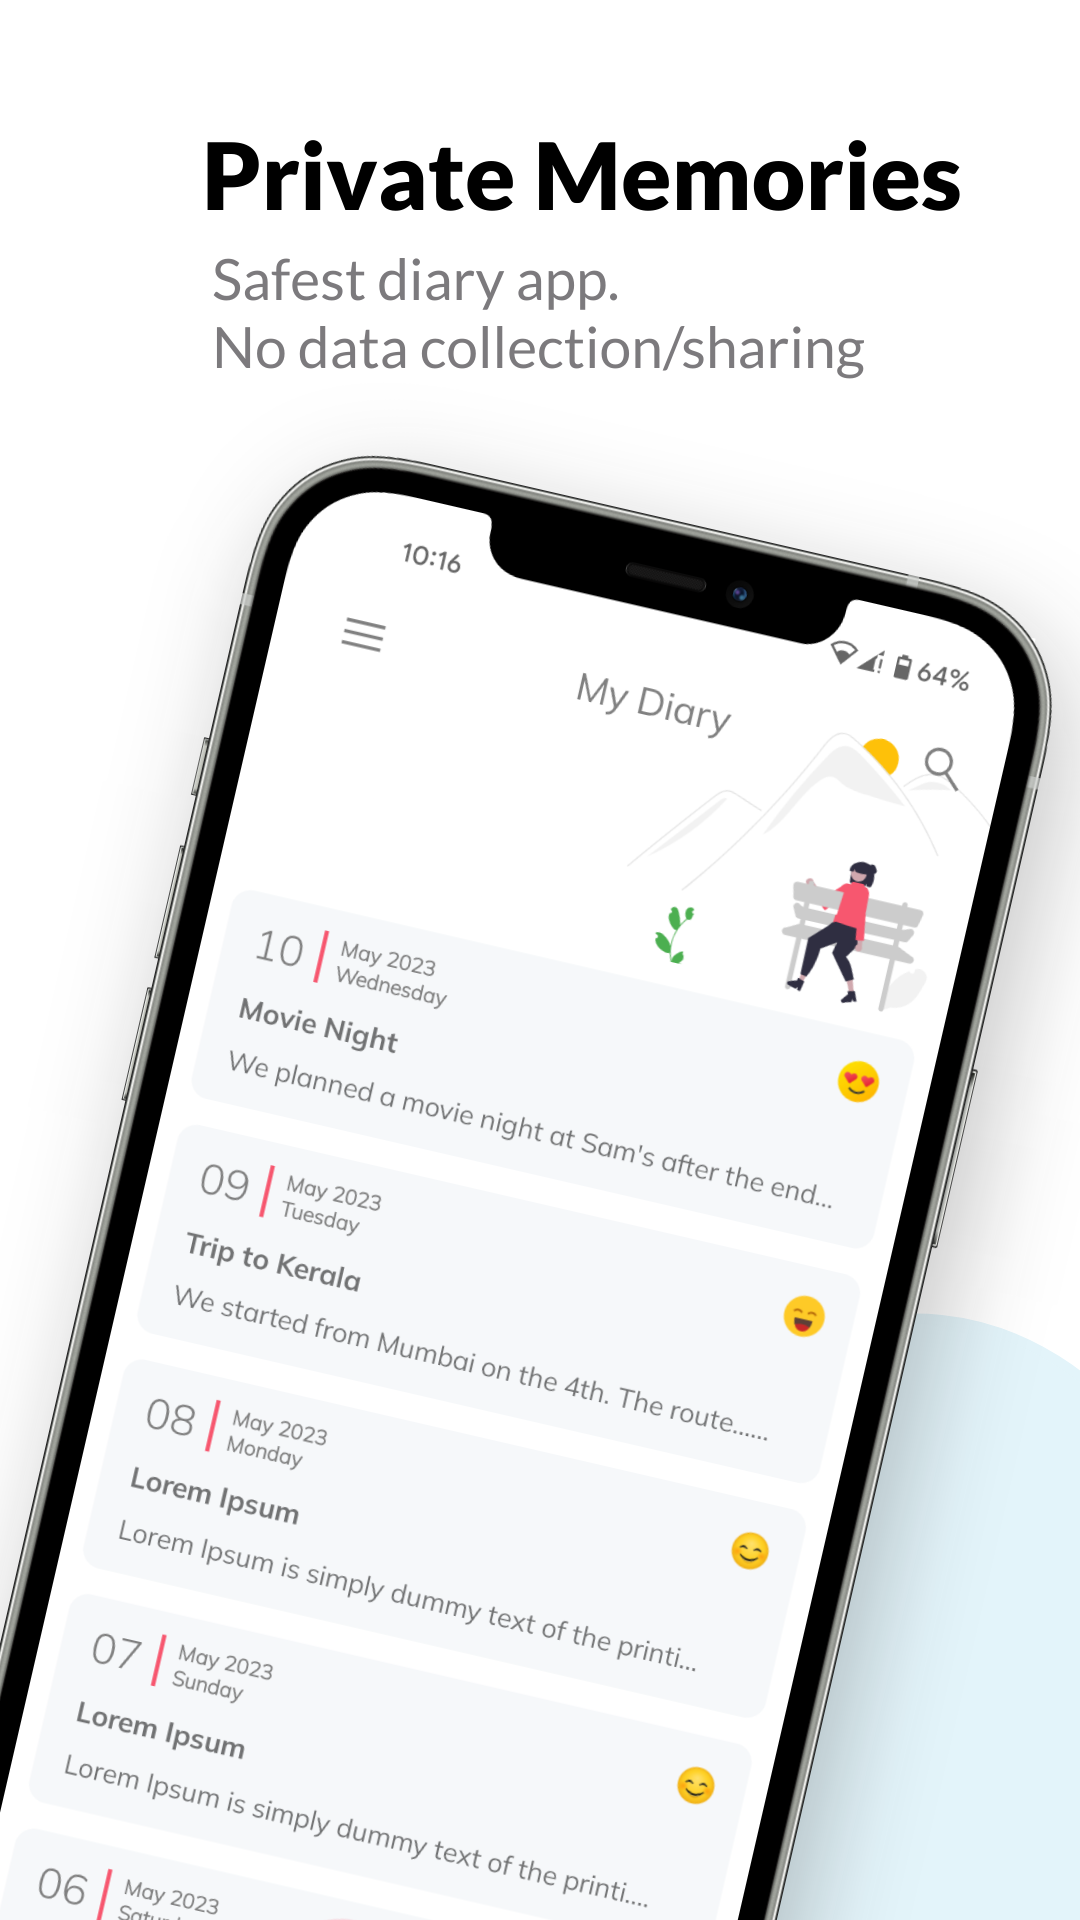 Private Memories
Safest diary app.
No data collection/sharing
10:16
64%
My Diary
10
May 2023
Wednesday
Movie Night
We planned a movie night at Sam's after the end...
09
May 2023
Tuesday
Trip to Kerala
We started from Mumbai on the 4th. The route......
08
May 2023
Monday
Lorem Ipsum
Lorem Ipsum is simply dummy text of the printi...
07
May 2023
Sunday
Lorem Ipsum
Lorem Ipsum is simply dummy text of the printi....
06
May 2023